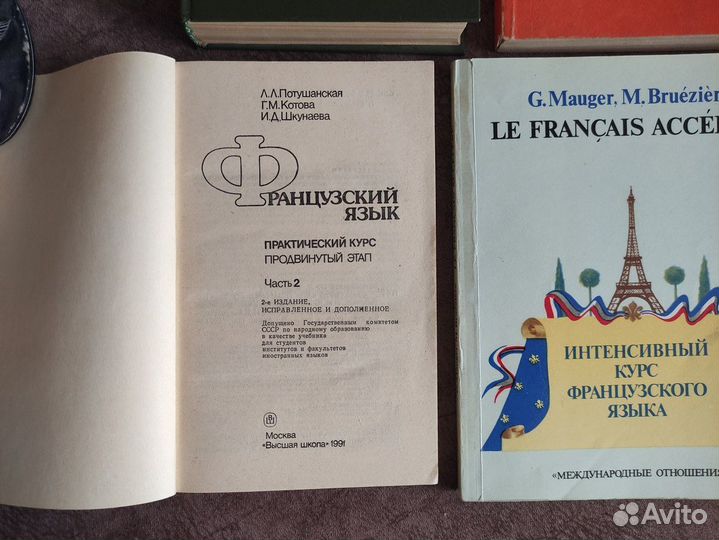 Л.Л.Потушанская
Г.М.Котова
И.Д.Шкунаева
ФРАНЦУЗСКИЙ
ЯЗЫК
ПРАКТИЧЕСКИЙ КУРС
ПРОДВИНУТЫЙ ЭТАП
Часть 2
2-е ИЗДАНИЕ,
ИСПРАВЛЕННОЕ И ДОПОЛНЕННОЕ
Допущено Государственным комитетом
СССР по народному образованию
в качестве учебника
для студентов
институтов и факультетов
иностранных языков
ВШ
Москва
«Высшая школа» 1991
G. Mauger, M. Bruézièr
LE FRANÇAIS ACCÉ
ИНТЕНСИВНЫЙ
КУРС
ФРАНЦУЗСКОГО
ЯЗЫКА
«МЕЖДУНАРОДНЫЕ ОТНОШЕНИЯ
Avito